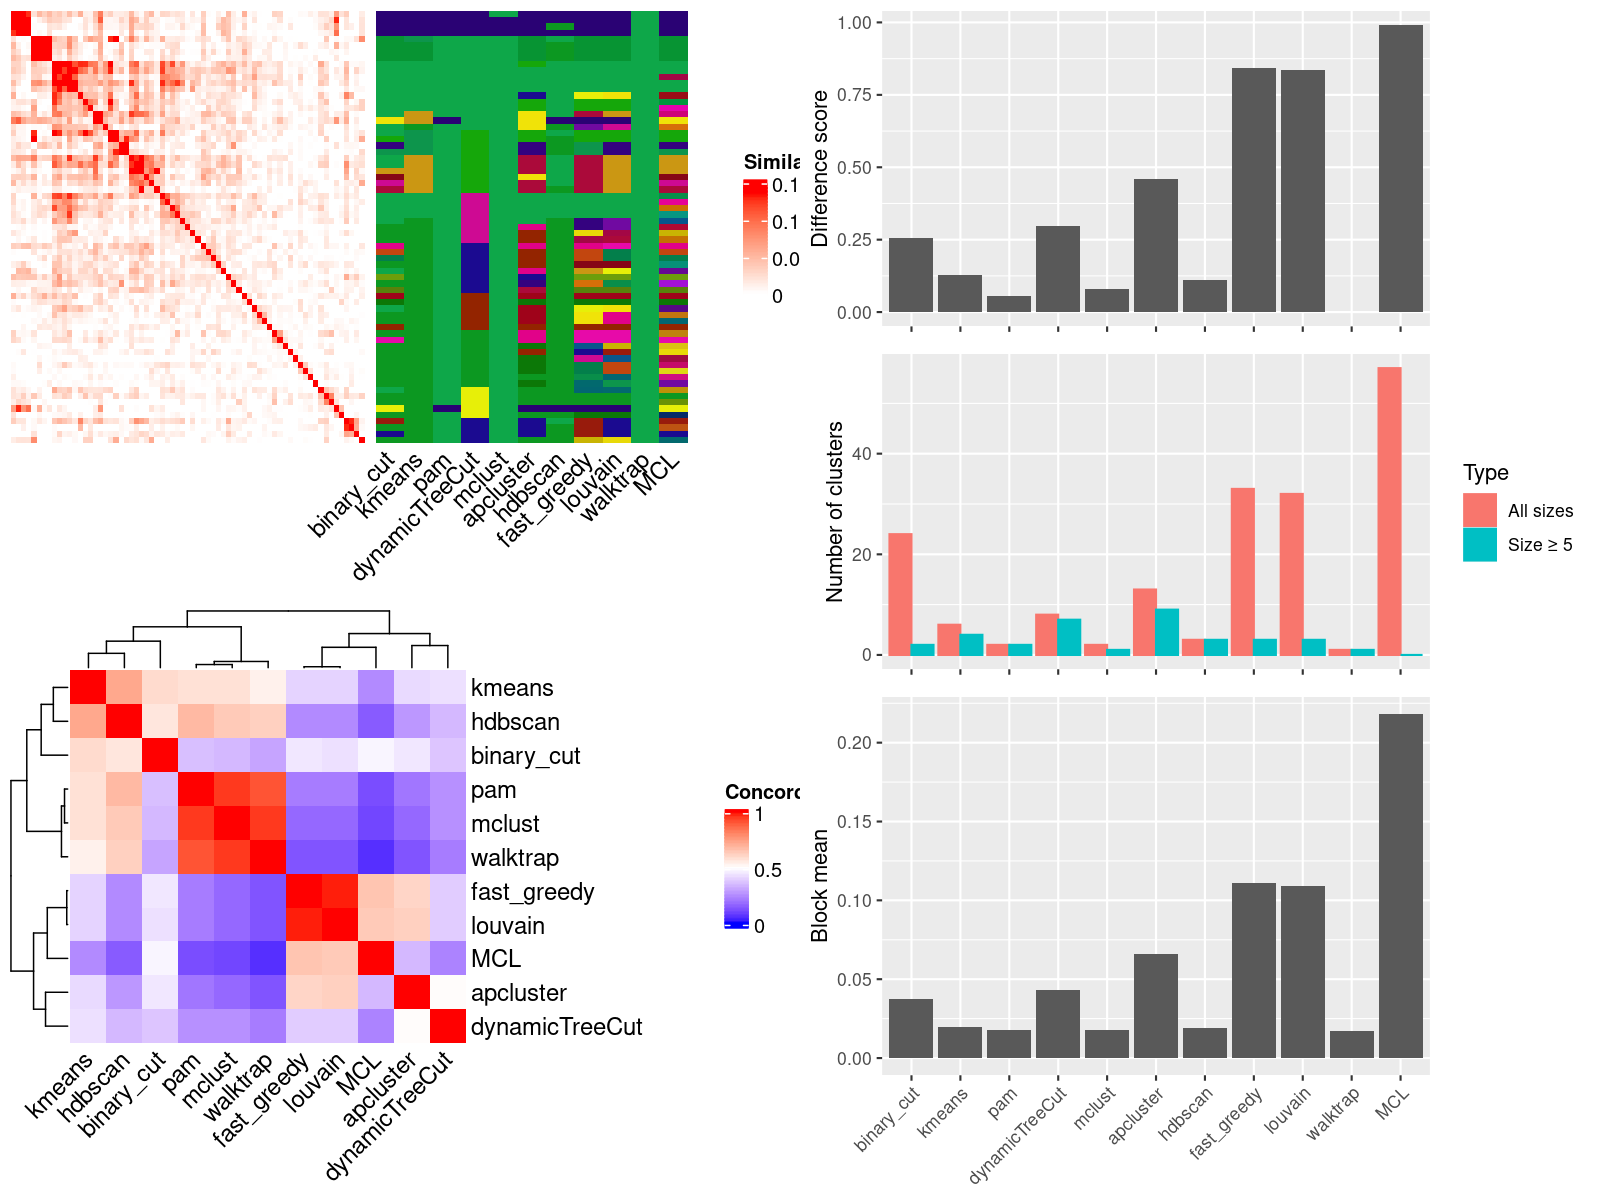 Simila
0.1
0.1
0.0
0
binary_cut
kmeans
pam
dynamicTreeCut
mclust
apcluster
hdbscan
fast_greedy
louvain
walktrap
MCL
kmeans
hdbscan
binary_cut
pam
mclust
walktrap
fast_greedy
louvain
MCL
apcluster
dynamicTreeCut
kmeans
hdbscan
binary_cut
pam
mclust
walktrap
fast_greedy
louvain
MCL
apcluster
dynamicTreeCut
Concord
1
0.5
0
Difference score
1.00
0.75
0.50
0.25
0.00
Number of clusters
40
20
0
Type
All sizes
Size ≥ 5
Block mean
0.20
0.15
0.10
0.05
0.00
binary_cut
kmeans
pam
dynamicTreeCut
mclust
apcluster
hdbscan
fast_greedy
louvain
walktrap
MCL